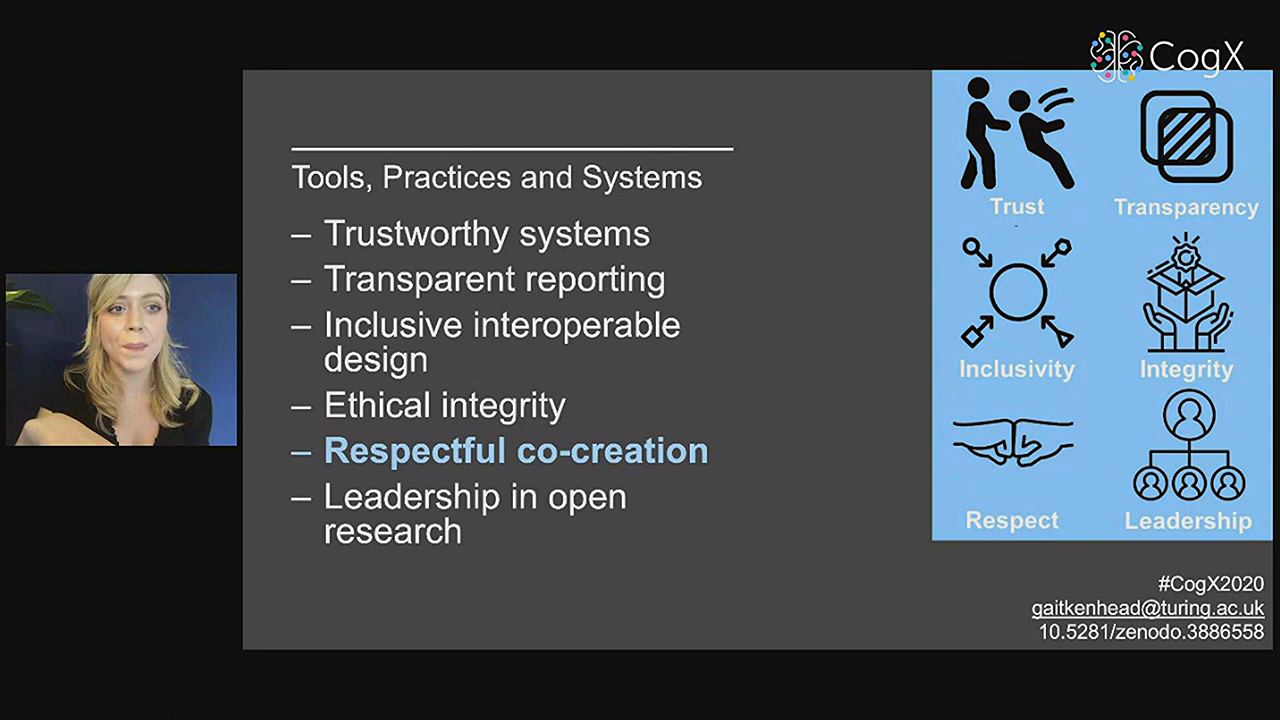 CogX
Tools, Practices and Systems
– Trustworthy systems
– Transparent reporting
– Inclusive interoperable
design
– Ethical integrity
– Respectful co-creation
– Leadership in open
research
Trust
Transparency
Inclusivity
Integrity
Respect
Leadership
#CogX2020
gaitkenhead@turing.ac.uk
10.5281/zenodo.3886558